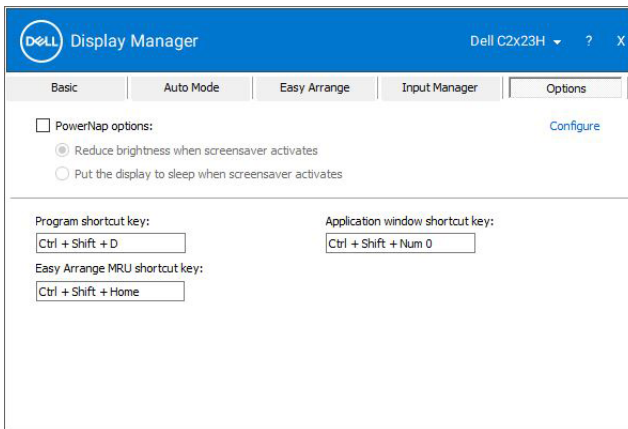 DELL Display Manager
Dell C2x23H ? X
Basic Auto Mode Easy Arrange Input Manager Options
PowerNap options: Configure
Reduce brightness when screensaver activates
Put the display to sleep when screensaver activates
Program shortcut key: Application window shortcut key:
Ctrl + Shift + D Ctrl + Shift + Num 0
Easy Arrange MRU shortcut key:
Ctrl + Shift + Home